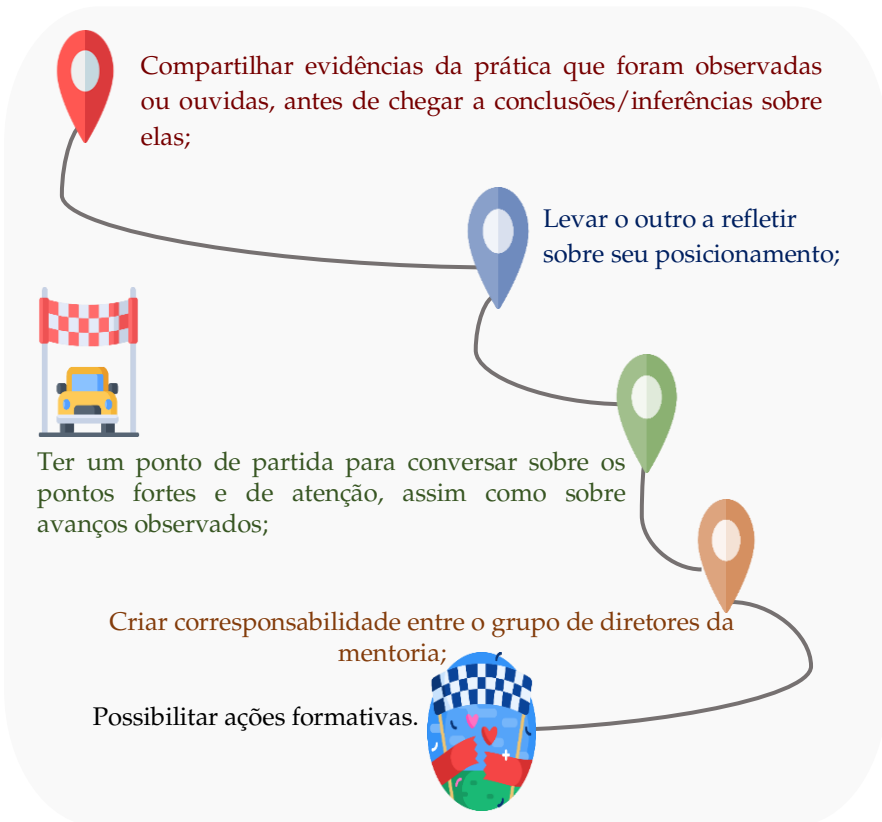 Compartilhar evidências da prática que foram observadas
ou ouvidas, antes de chegar a conclusões/inferências sobre
elas;
Levar o outro a refletir
sobre seu posicionamento;
Ter um ponto de partida para conversar sobre os
pontos fortes e de atenção, assim como sobre
avanços observados;
Criar corresponsabilidade entre o grupo de diretores da
mentoria;
Possibilitar ações formativas.